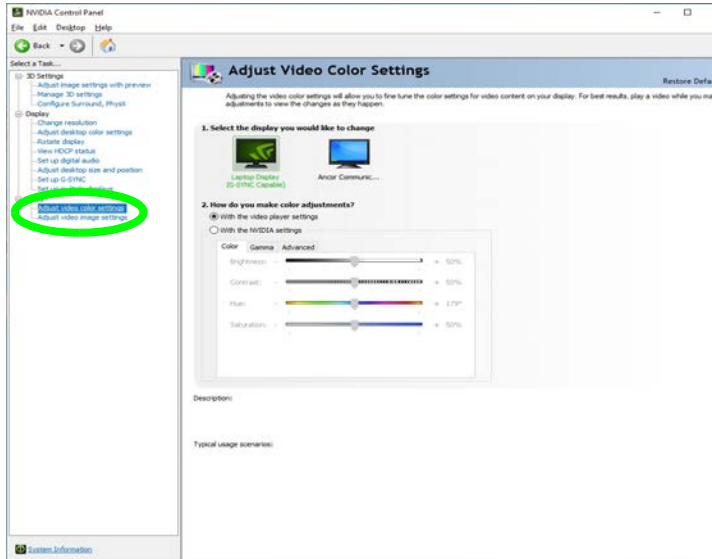 NVIDIA Control Panel
File Edit Desktop Help
Back
Select a Task...
3D Settings
Adjust image settings with preview
Manage 3D settings
Configure Surround, PhysX
Display
Change resolution
Adjust desktop color settings
Rotate display
View HDCP status
Set up digital audio
Adjust desktop size and position
Set up G-SYNC
Adjust video color settings
Adjust video image settings
System Information
Adjust Video Color Settings
Restore Defa
Adjusting the video color settings will allow you to fine tune the color settings for video content on your display. For best results, play a video while you ma
adjustments to view the changes as they happen.
1. Select the display you would like to change
Laptop Display
(G-SYNC Capable)
Ancor Communic...
2. How do you make color adjustments?
With the video player settings
With the NVIDIA settings
Color Gamma Advanced
Brightness: - + 50%
Contrast: - + 50%
Hue: - + 179°
Saturation: - + 50%
Description:
Typical usage scenarios: